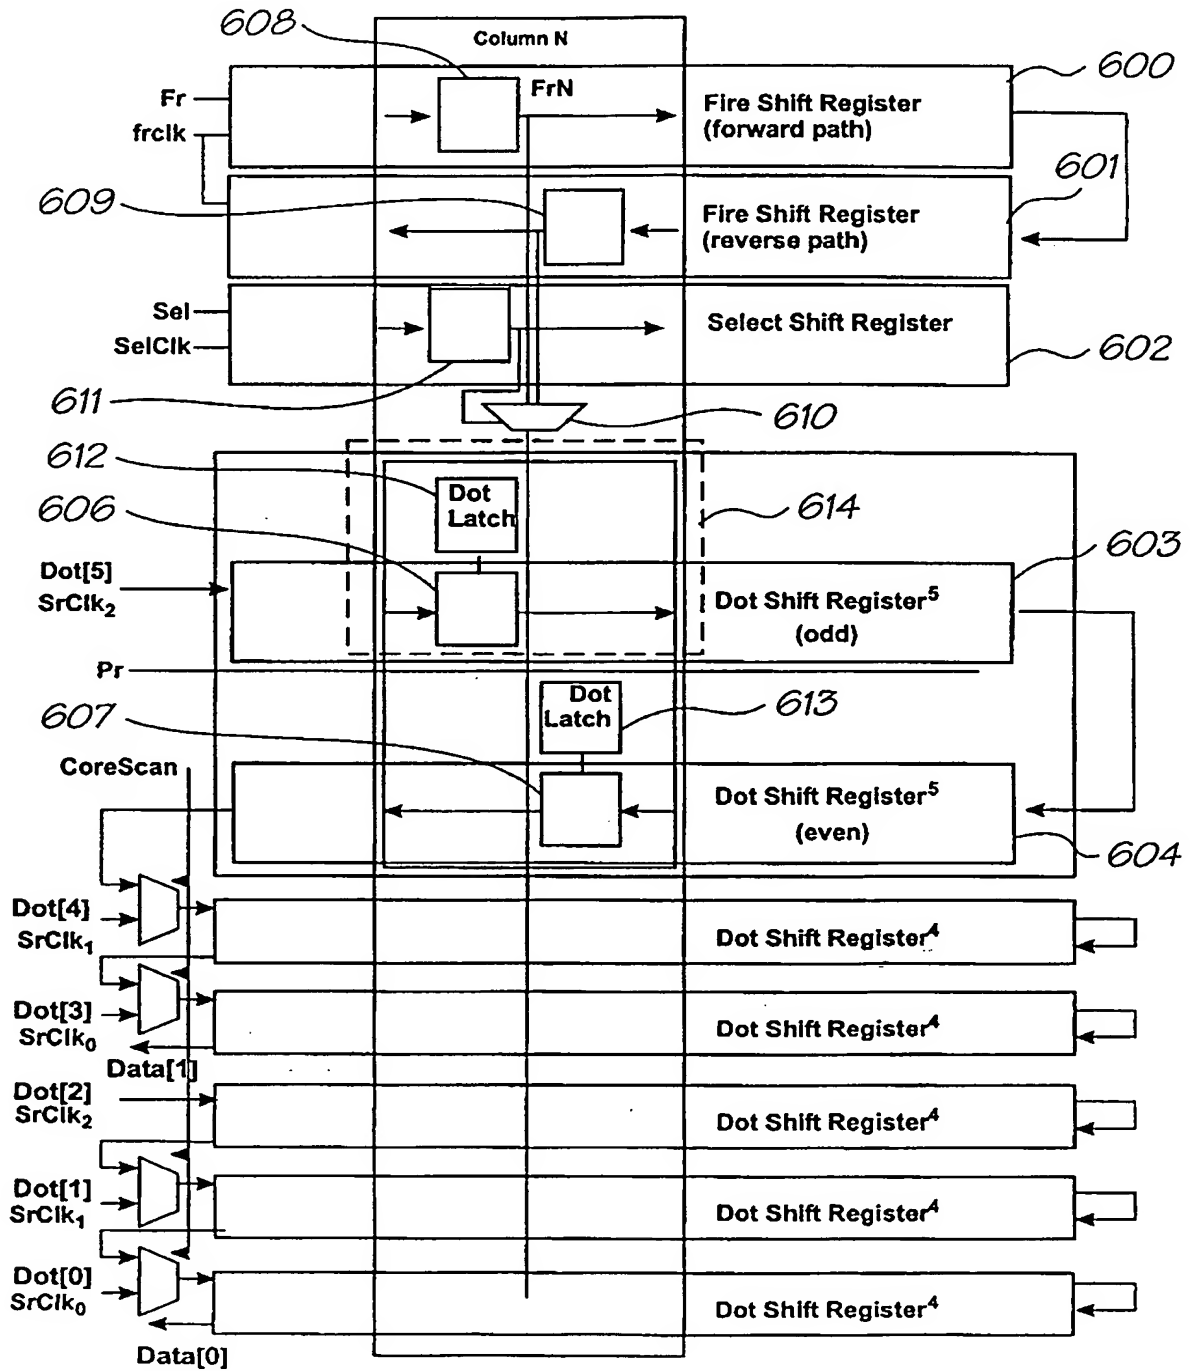 608
Column N
600
Fr
FrN
Fire Shift Register
(forward path)
frclk
601
609
Fire Shift Register
(reverse path)
Sel
SelClk
Select Shift Register
602
611
610
612
Dot
Latch
606
614
603
Dot[5]
SrClk2
Dot Shift Register5
(odd)
Pr
Dot
Latch
613
607
CoreScan
Dot Shift Register5
(even)
604
Dot[4]
SrClk1
Dot Shift Register4
Dot[3]
SrClk0
Dot Shift Register4
Data[1]
Dot[2]
SrClk2
Dot Shift Register4
Dot[1]
SrClk1
Dot Shift Register4
Dot[0]
SrClk0
Dot Shift Register4
Data[0]